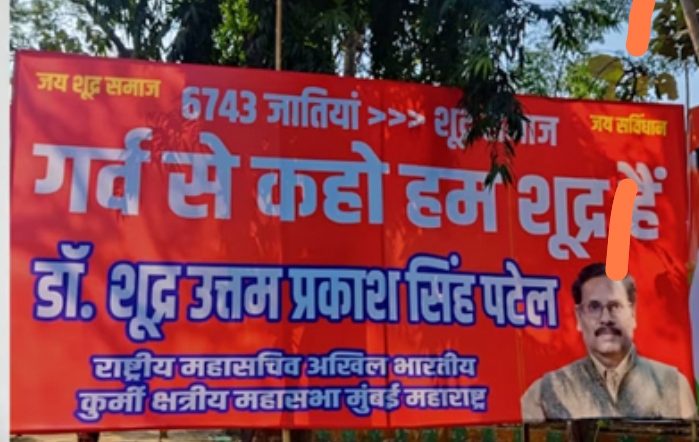 जय शूद्र समाज
6743 जातियां >>> शूद्र
जय सविंधान
गर्व से कहो हम शूद्र हैं
डॉ. शूद्र उत्तम प्रकाश सिंह पटेल
राष्ट्रीय महासचिव अखिल भारतीय
कुर्मी क्षत्रीय महासभा मुंबई महाराष्ट्र